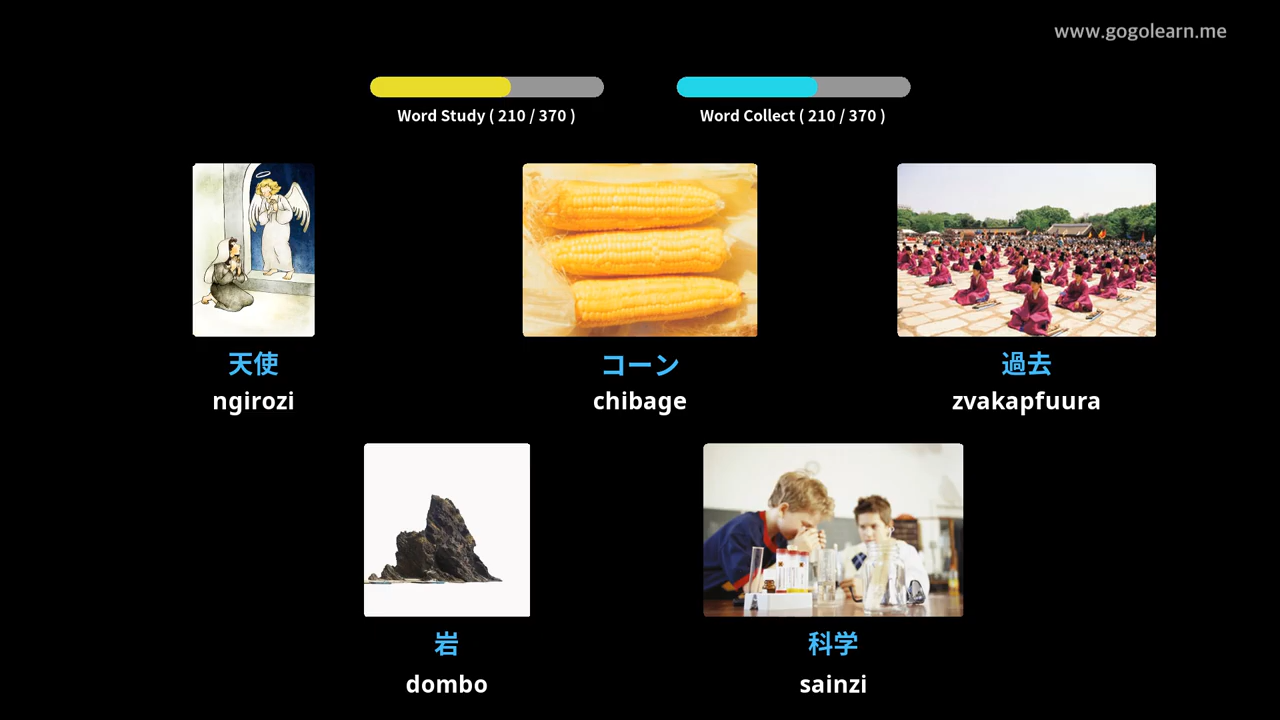 www.gogolearn.me
Word Study ( 210 / 370 )
Word Collect ( 210 / 370 )
天使
ngirozi
コーン
chibage
過去
zvakapfuura
岩
dombo
科学
sainzi